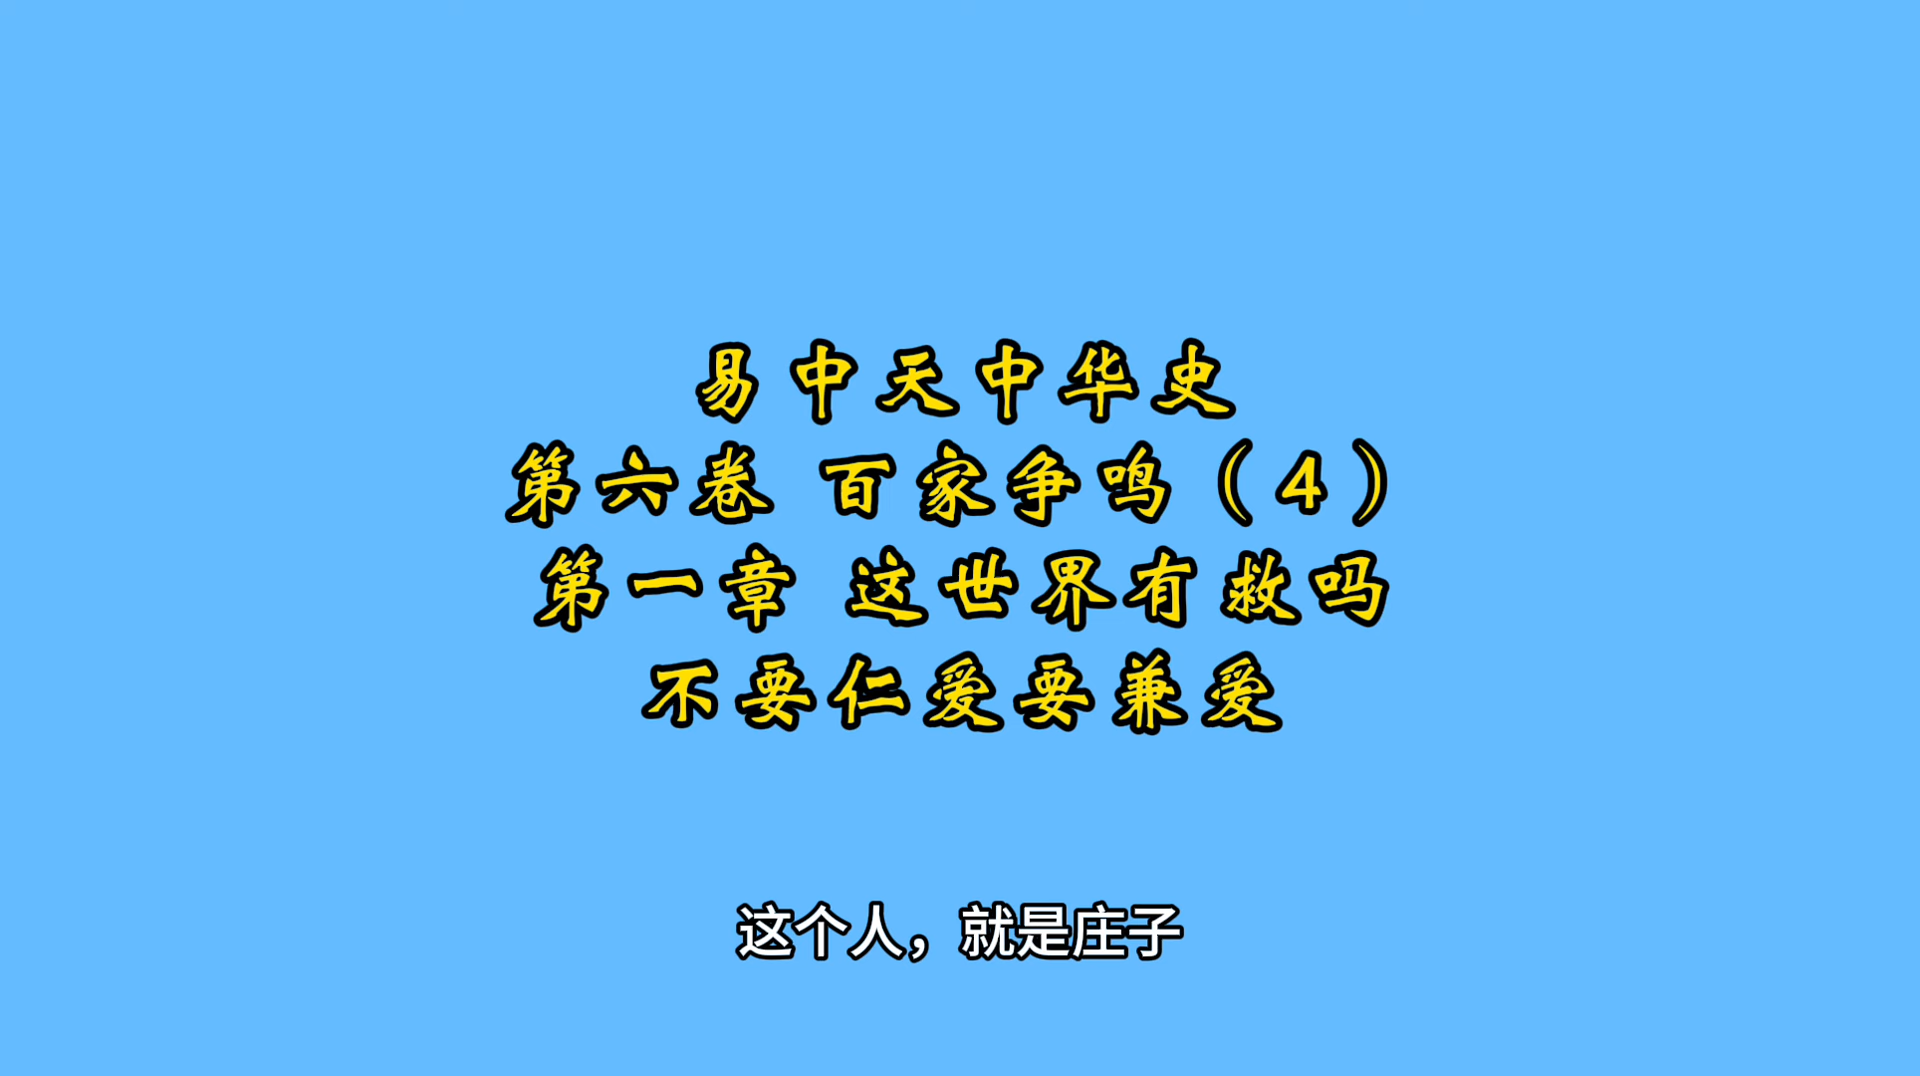 易中天中华史
第六卷 百家争鸣（4）
第一章 这世界有救吗
不要仁爱要兼爱
这个人，就是庄子